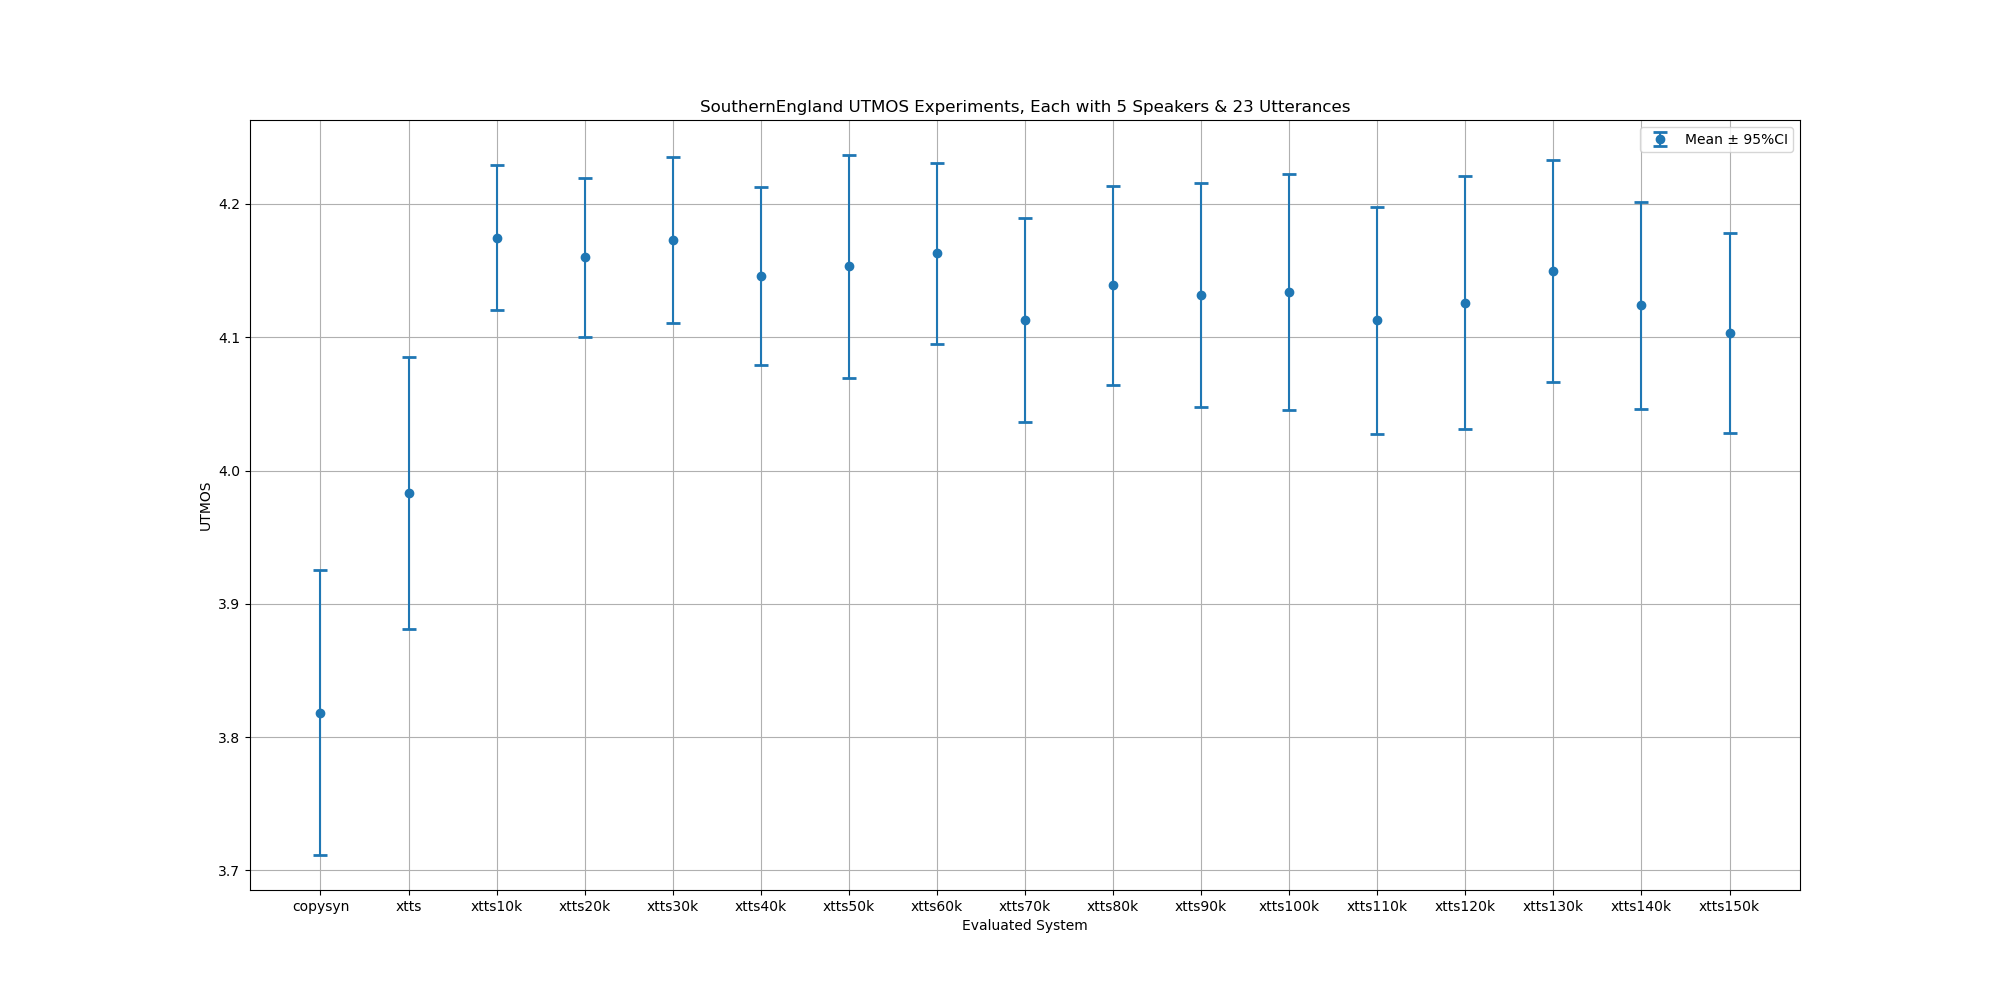 SouthernEngland UTMOS Experiments, Each with 5 Speakers & 23 Utterances
Mean ± 95%CI
4.2
4.1
4.0
3.9
3.8
3.7
UTMOS
copysyn xtts xtts10k xtts20k xtts30k xtts40k xtts50k xtts60k xtts70k xtts80k xtts90k xtts100k xtts110k xtts120k xtts130k xtts140k xtts150k
Evaluated System